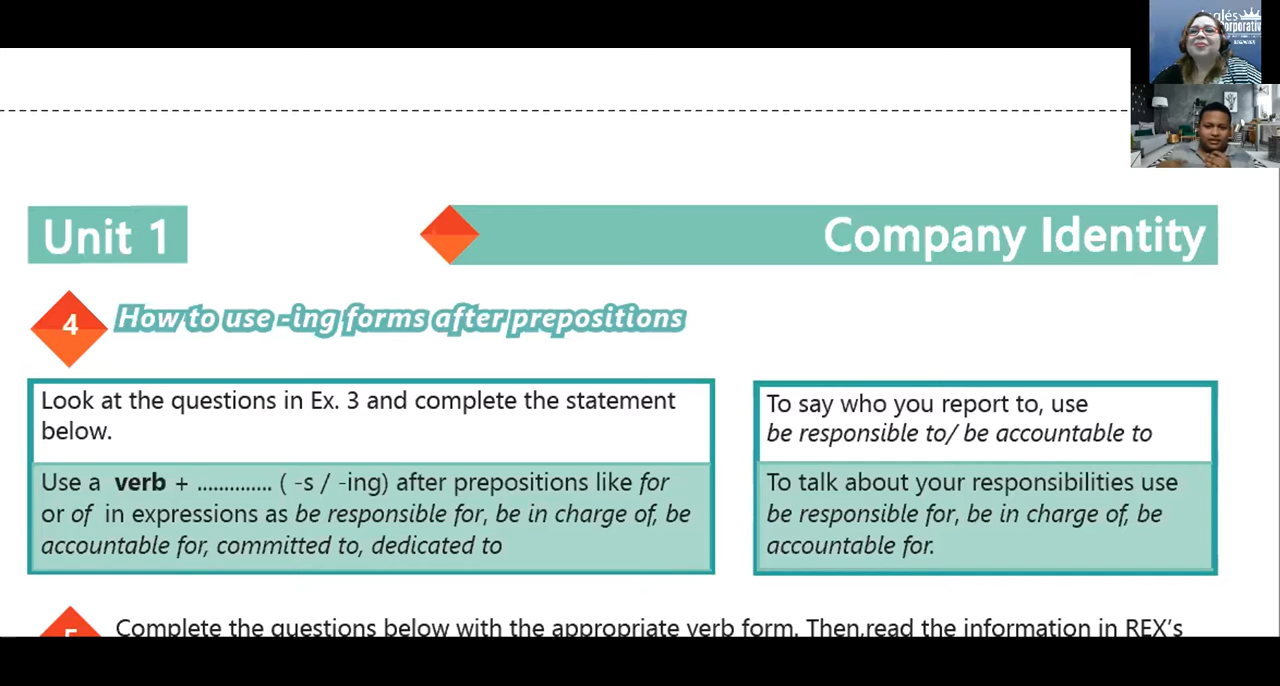 Inglés
Corporativo
Unit 1
Company Identity
4
How to use -ing forms after prepositions
Look at the questions in Ex. 3 and complete the statement
below.
Use a verb + .............. ( -s / -ing) after prepositions like for
or of in expressions as be responsible for, be in charge of, be
accountable for, committed to, dedicated to
To say who you report to, use
be responsible to/ be accountable to
To talk about your responsibilities use
be responsible for, be in charge of, be
accountable for.
5
Complete the questions below with the appropriate verb form. Then,read the information in REX's